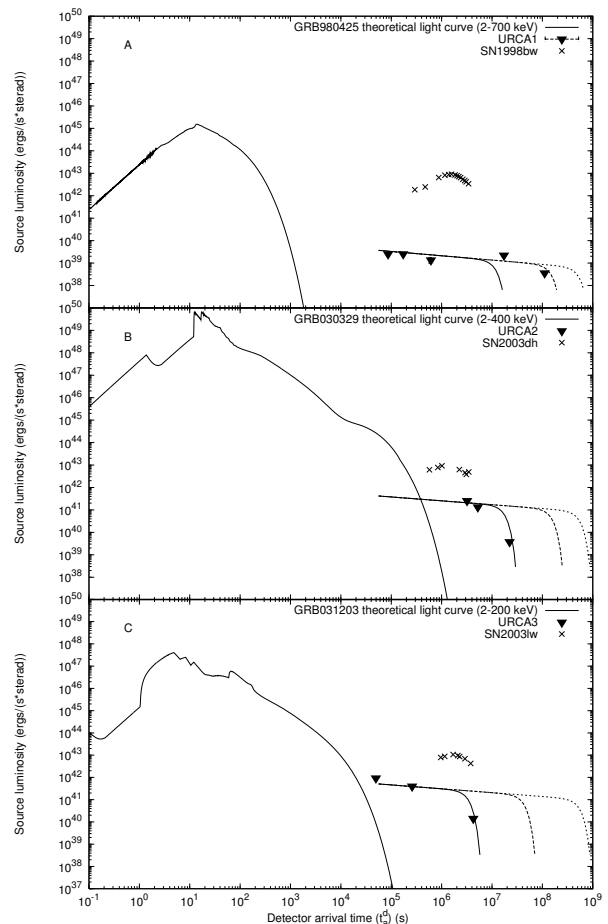 10^50
10^49
10^48
10^47
10^46
10^45
10^44
10^43
10^42
10^41
10^40
10^39
10^38
Source luminosity (ergs/(s*sterad))
A
GRB980425 theoretical light curve (2-700 keV)
URCA1
SN1998bw
10^50
10^49
10^48
10^47
10^46
10^45
10^44
10^43
10^42
10^41
10^40
10^39
10^38
Source luminosity (ergs/(s*sterad))
B
GRB030329 theoretical light curve (2-400 keV)
URCA2
SN2003dh
10^50
10^49
10^48
10^47
10^46
10^45
10^44
10^43
10^42
10^41
10^40
10^39
10^38
10^37
Source luminosity (ergs/(s*sterad))
C
GRB031203 theoretical light curve (2-200 keV)
URCA3
SN2003lw
10^-1 10^0 10^1 10^2 10^3 10^4 10^5 10^6 10^7 10^8 10^9
Detector arrival time (t_a^d) (s)